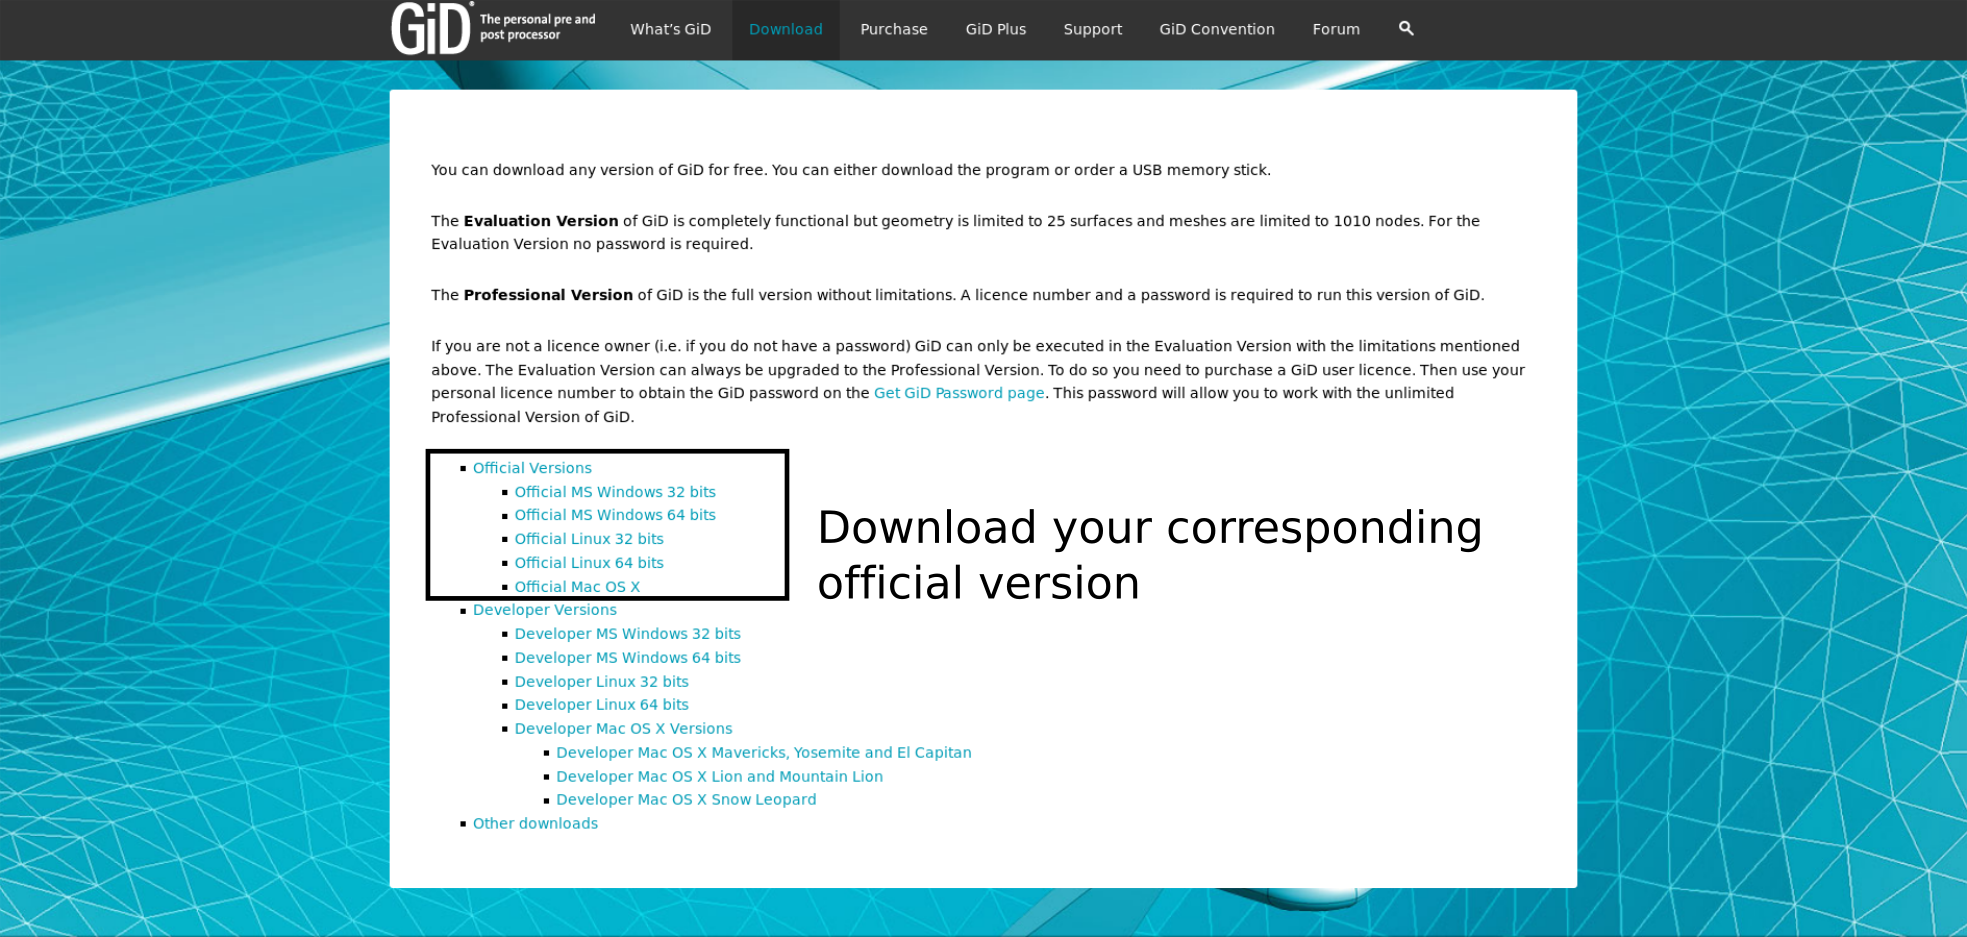 GiD The personal pre and
post processor
What's GiD
Download
Purchase
GiD Plus
Support
GiD Convention
Forum
You can download any version of GiD for free. You can either download the program or order a USB memory stick.
The Evaluation Version of GiD is completely functional but geometry is limited to 25 surfaces and meshes are limited to 1010 nodes. For the
Evaluation Version no password is required.
The Professional Version of GiD is the full version without limitations. A licence number and a password is required to run this version of GiD.
If you are not a licence owner (i.e. if you do not have a password) GiD can only be executed in the Evaluation Version with the limitations mentioned
above. The Evaluation Version can always be upgraded to the Professional Version. To do so you need to purchase a GiD user licence. Then use your
personal licence number to obtain the GiD password on the Get GiD Password page. This password will allow you to work with the unlimited
Professional Version of GiD.
Official Versions
Official MS Windows 32 bits
Official MS Windows 64 bits
Official Linux 32 bits
Official Linux 64 bits
Official Mac OS X
Download your corresponding
official version
Developer Versions
Developer MS Windows 32 bits
Developer MS Windows 64 bits
Developer Linux 32 bits
Developer Linux 64 bits
Developer Mac OS X Versions
Developer Mac OS X Mavericks, Yosemite and El Capitan
Developer Mac OS X Lion and Mountain Lion
Developer Mac OS X Snow Leopard
Other downloads